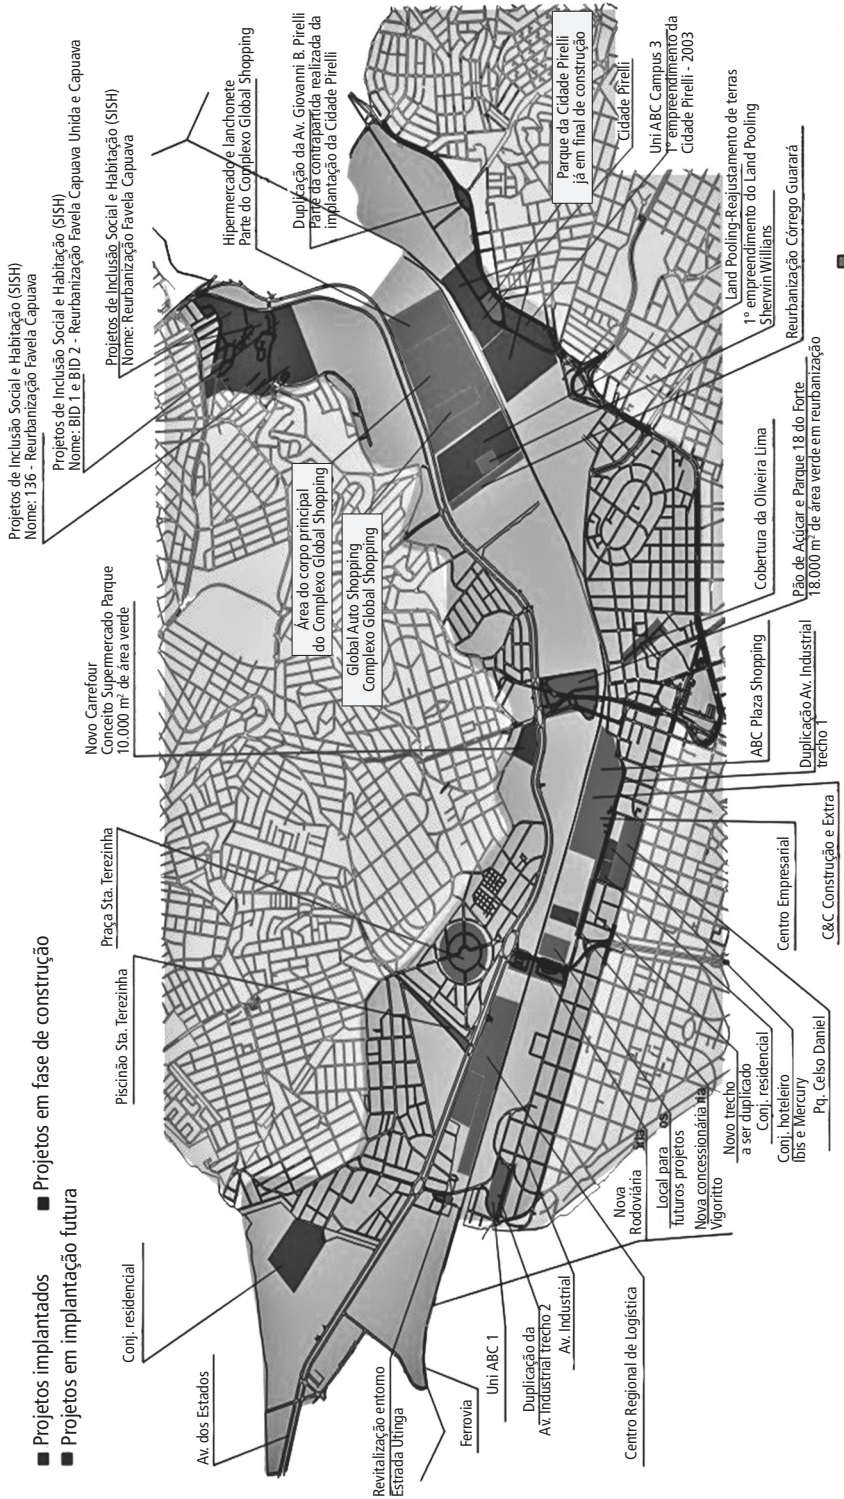 ■ Projetos implantados
■ Projetos em fase de construção
■ Projetos em implantação futura
Projetos de Inclusão Social e Habitação (SISH)
Nome: 136 - Reurbanização Favela Capuava
Projetos de Inclusão Social e Habitação (SISH)
Nome: BID 1 e BID 2 - Reurbanização Favela Capuava Unida e Capuava
Projetos de Inclusão Social e Habitação (SISH)
Nome: Reurbanização Favela Capuava
Hipermercado e lanchonete
Parte do Complexo Global Shopping
Duplicação da Av. Giovanni B. Pirelli
Parte da contrapartida realizada da
implantação da Cidade Pirelli
Parque da Cidade Pirelli
já em final de construção
Cidade Pirelli
Uni ABC Campus 3
1º empreendimento da
Cidade Pirelli - 2003
Land Pooling-Reajustamento de terras
1º empreendimento do Land Pooling
Sherwin Willians
Reurbanização Córrego Guarará
Novo Carrefour
Conceito Supermercado Parque
10.000 m² de área verde
Área do corpo principal
do Complexo Global Shopping
Global Auto Shopping
Complexo Global Shopping
Cobertura da Oliveira Lima
Pão de Açúcar e Parque 18 do Forte
18.000 m² de área verde em reurbanização
Praça Sta. Terezinha
Piscinão Sta. Terezinha
ABC Plaza Shopping
Duplicação Av. Industrial
trecho 1
Centro Empresarial
C&C Construção e Extra
Conj. residencial
Av. dos Estados
Revitalização entorno
Estrada Utinga
Ferrovia
Uni ABC 1
Duplicação da
Av. Industrial trecho 2
Av. Industrial
Centro Regional de Logística
Nova
Rodoviária
Local para
futuros projetos
Nova concessionária
Vigoritto
Novo trecho
a ser duplicado
Conj. residencial
Conj. hoteleiro
Ibis e Mercury
Pq. Celso Daniel